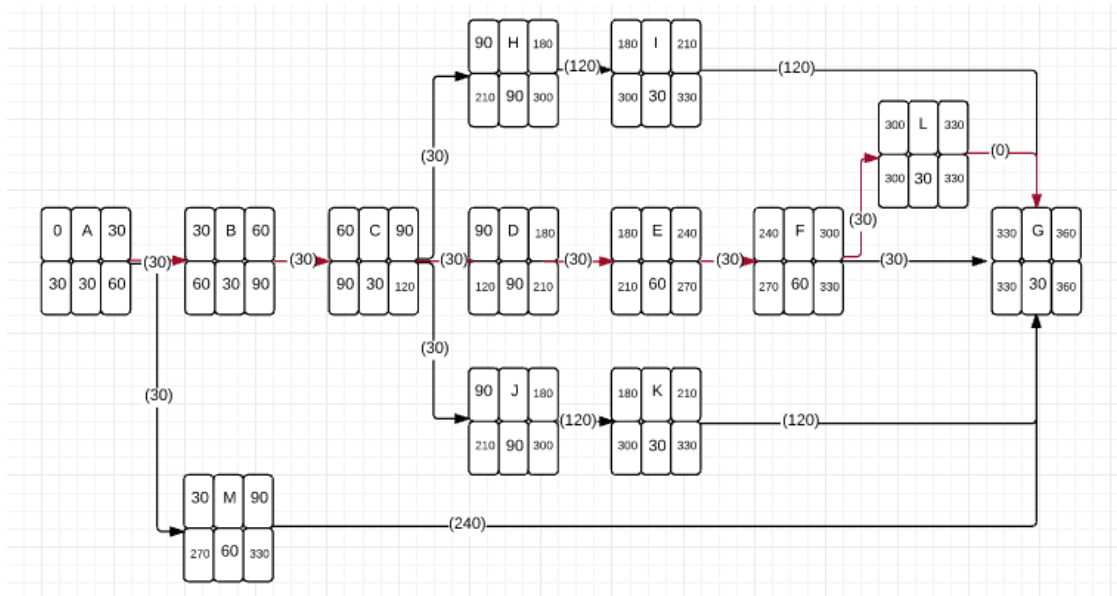 90 H 180
210 90 300
(120)
180 I 210
300 30 330
(120)
300 L 330
300 30 330
(0)
(30)
(30)
0 A 30
30 30 60
(30)
30 B 60
60 30 90
(30)
60 C 90
90 30 120
(30)
90 D 180
120 90 210
(30)
180 E 240
210 60 270
(30)
240 F 300
270 60 330
(30)
330 G 360
330 30 360
(30)
90 J 180
210 90 300
(120)
180 K 210
300 30 330
(120)
(30)
30 M 90
270 60 330
(240)